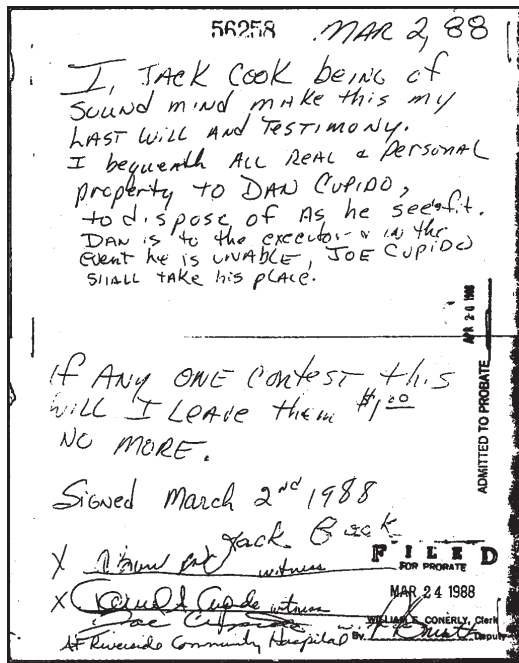 56258 MAR 2, 88
I, JACK COOK being of
SOUND MIND MAKE this my
LAST WILL AND TESTIMONY.
I bequeath ALL REAL & PERSONAL
property TO DAN CUPIDO,
to dispose of As he sees fit.
DAN is to the executor & in the
event he is UNABLE, JOE CUPIDO
SHALL TAKE his place.
APR 20 1988
ADMITTED TO PROBATE
If ANY ONE Contest this
Will I LEAVE them $1.00
NO MORE.
Signed March 2nd 1988
Jack
X witness
FILED
FOR PROBATE
X witness
MAR 24 1988
WILLIAM E. CONERLY, Clerk
At Riverside Community Hospital
By Deputy